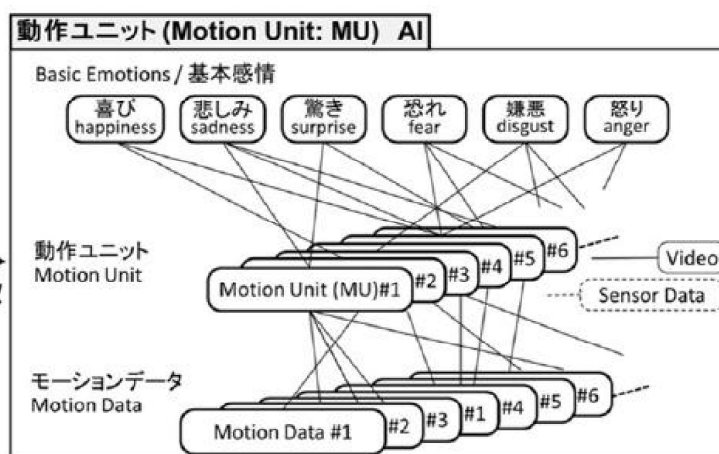 動作ユニット (Motion Unit: MU) AI
Basic Emotions / 基本感情
喜び
happiness
悲しみ
sadness
驚き
surprise
恐れ
fear
嫌悪
disgust
怒り
anger
動作ユニット
Motion Unit
Motion Unit (MU)#1
#2
#3
#4
#5
#6
Video
Sensor Data
モーションデータ
Motion Data
Motion Data #1
#2
#3
#1
#4
#5
#6